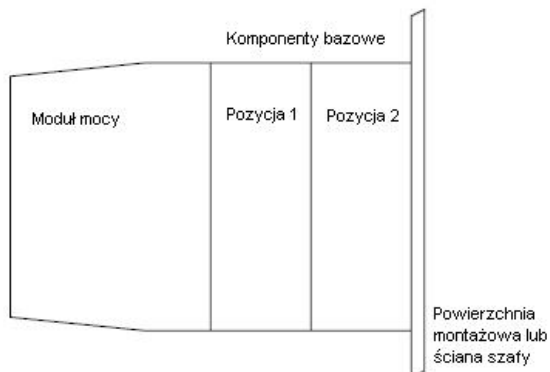 Komponenty bazowe
Moduł mocy
Pozycja 1
Pozycja 2
Powierzchnia
montażowa lub
ściana szafy